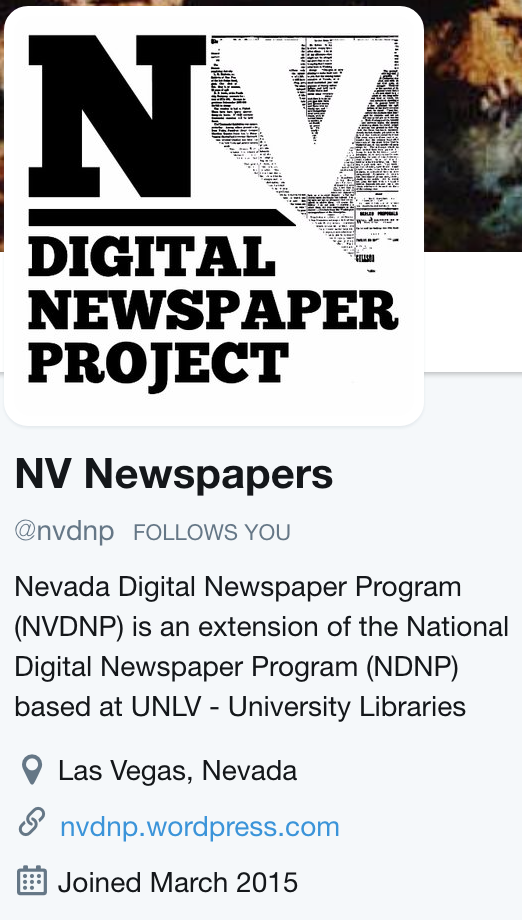 NV
DIGITAL
NEWSPAPER
PROJECT
NV Newspapers
@nvdnp FOLLOWS YOU
Nevada Digital Newspaper Program
(NVDNP) is an extension of the National
Digital Newspaper Program (NDNP)
based at UNLV - University Libraries
Las Vegas, Nevada
nvdnp.wordpress.com
Joined March 2015